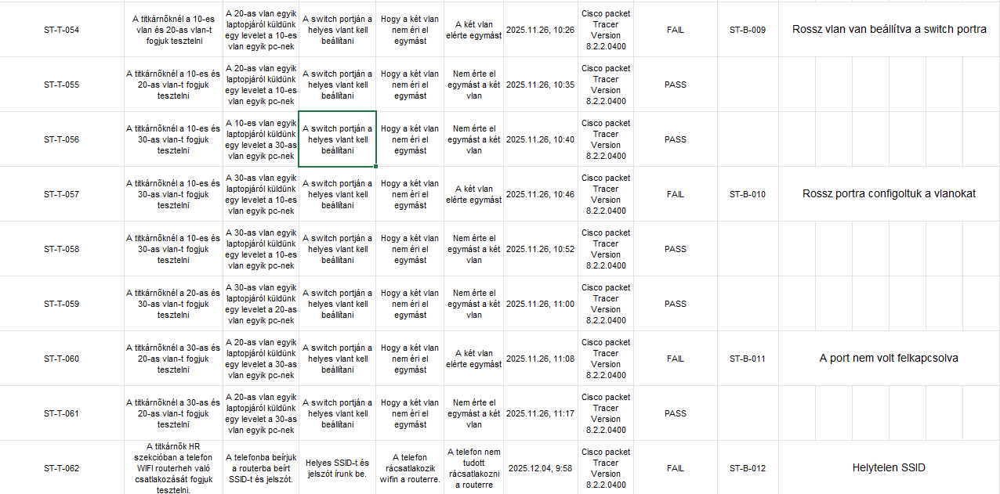 ST-T-054
A titkárnőknél a 10-es
vlan és 20-as vlan-t
fogjuk tesztelni
A 20-as vlan egyik
laptopjáról küldünk
egy levelet a 10-es
vlan egyik pc-nek
A switch portján a
helyes vlant kell
beállítani
Hogy a két vlan
nem éri el
egymást
A két vlan
elérte egymást
2025.11.26, 10:26
Cisco packet
Tracer
Version
8.2.2.0400
FAIL
ST-B-009
Rossz vlan van beállítva a switch portra
ST-T-055
A titkárnőknél a 10-es és
20-as vlan-t fogjuk
tesztelni
A 20-as vlan egyik
laptopjáról küldünk
egy levelet a 10-es
vlan egyik pc-nek
A switch portján a
helyes vlant kell
beállítani
Hogy a két vlan
nem éri el
egymást
Nem érte el
egymást a két
vlan
2025.11.26, 10:35
Cisco packet
Tracer
Version
8.2.2.0400
PASS
ST-T-056
A titkárnőknél a 10-es és
30-as vlan-t fogjuk
tesztelni
A 10-es vlan egyik
laptopjáról küldünk
egy levelet a 30-as
vlan egyik pc-nek
A switch portján a
helyes vlant kell
beállítani
Hogy a két vlan
nem éri el
egymást
Nem érte el
egymást a két
vlan
2025.11.26, 10:40
Cisco packet
Tracer
Version
8.2.2.0400
PASS
ST-T-057
A titkárnőknél a 10-es és
30-as vlan-t fogjuk
tesztelni
A 30-as vlan egyik
laptopjáról küldünk
egy levelet a 10-es
vlan egyik pc-nek
A switch portján a
helyes vlant kell
beállítani
Hogy a két vlan
nem éri el
egymást
A két vlan
elérte egymást
2025.11.26, 10:46
Cisco packet
Tracer
Version
8.2.2.0400
FAIL
ST-B-010
Rossz portra configoltuk a vlanokat
ST-T-058
A titkárnőknél a 10-es és
30-as vlan-t fogjuk
tesztelni
A 30-as vlan egyik
laptopjáról küldünk
egy levelet a 10-es
vlan egyik pc-nek
A switch portján a
helyes vlant kell
beállítani
Hogy a két vlan
nem éri el
egymást
Nem érte el
egymást a két
vlan
2025.11.26, 10:52
Cisco packet
Tracer
Version
8.2.2.0400
PASS
ST-T-059
A titkárnőknél a 20-as és
30-as vlan-t fogjuk
tesztelni
A 30-as vlan egyik
laptopjáról küldünk
egy levelet a 20-as
vlan egyik pc-nek
A switch portján a
helyes vlant kell
beállítani
Hogy a két vlan
nem éri el
egymást
Nem érte el
egymást a két
vlan
2025.11.26, 11:00
Cisco packet
Tracer
Version
8.2.2.0400
PASS
ST-T-060
A titkárnőknél a 30-as és
20-as vlan-t fogjuk
tesztelni
A 20-as vlan egyik
laptopjáról küldünk
egy levelet a 30-as
vlan egyik pc-nek
A switch portján a
helyes vlant kell
beállítani
Hogy a két vlan
nem éri el
egymást
A két vlan
elérte egymást
2025.11.26, 11:08
Cisco packet
Tracer
Version
8.2.2.0400
FAIL
ST-B-011
A port nem volt felkapcsolva
ST-T-061
A titkárnőknél a 30-as és
20-as vlan-t fogjuk
tesztelni
A 20-as vlan egyik
laptopjáról küldünk
egy levelet a 30-as
vlan egyik pc-nek
A switch portján a
helyes vlant kell
beállítani
Hogy a két vlan
nem éri el
egymást
Nem érte el
egymást a két
vlan
2025.11.26, 11:17
Cisco packet
Tracer
Version
8.2.2.0400
PASS
ST-T-062
A titkárnők HR
szekcióban a telefon
WIFI routerheh való
csatlakozását fogjuk
tesztelni.
A telefonba beírjuk
a routerba beírt
SSID-t és jelszót.
Helyes SSID-t és
jelszót írunk be.
A telefon
rácsatlakozik
wifin a routerre.
A telefon nem
tudott
rácsatlakozni
a routerre
2025.12.04, 9:58
Cisco packet
Tracer
Version
8.2.2.0400
FAIL
ST-B-012
Helytelen SSID